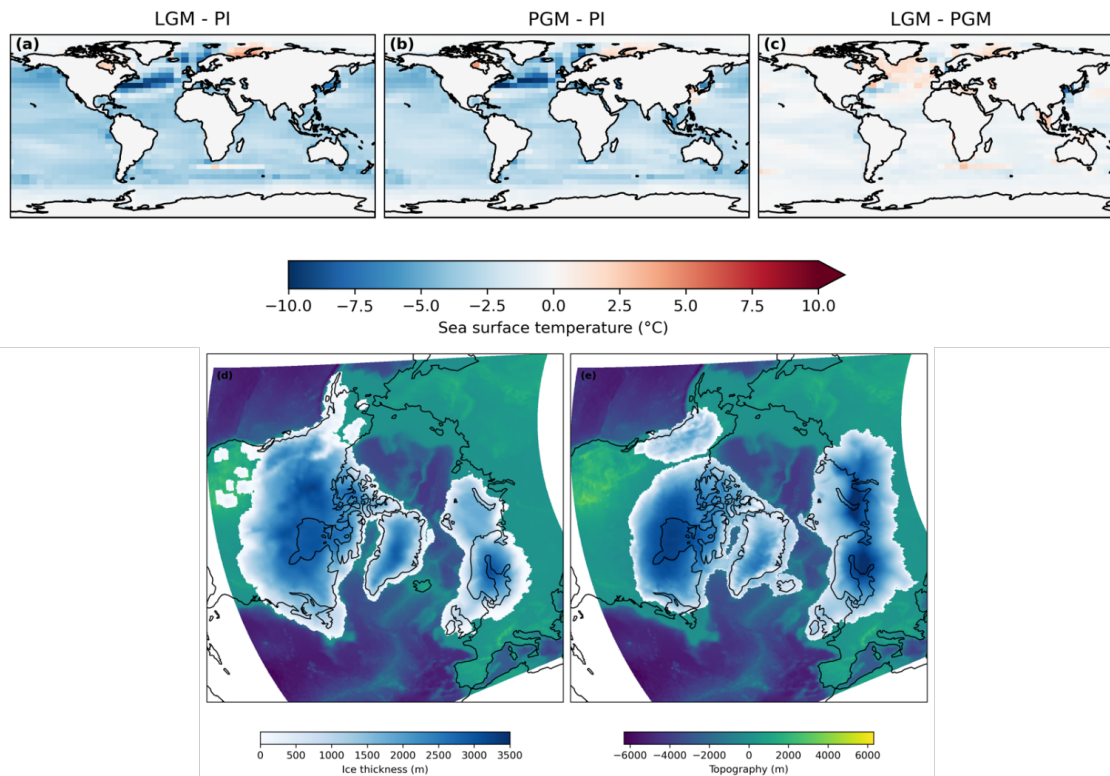 LGM - PI
PGM - PI
LGM - PGM
(a)
(b)
(c)
−10.0 −7.5 −5.0 −2.5 0.0 2.5 5.0 7.5 10.0
Sea surface temperature (°C)
(d)
(e)
0 500 1000 1500 2000 2500 3000 3500
Ice thickness (m)
−6000 −4000 −2000 0 2000 4000 6000
Topography (m)